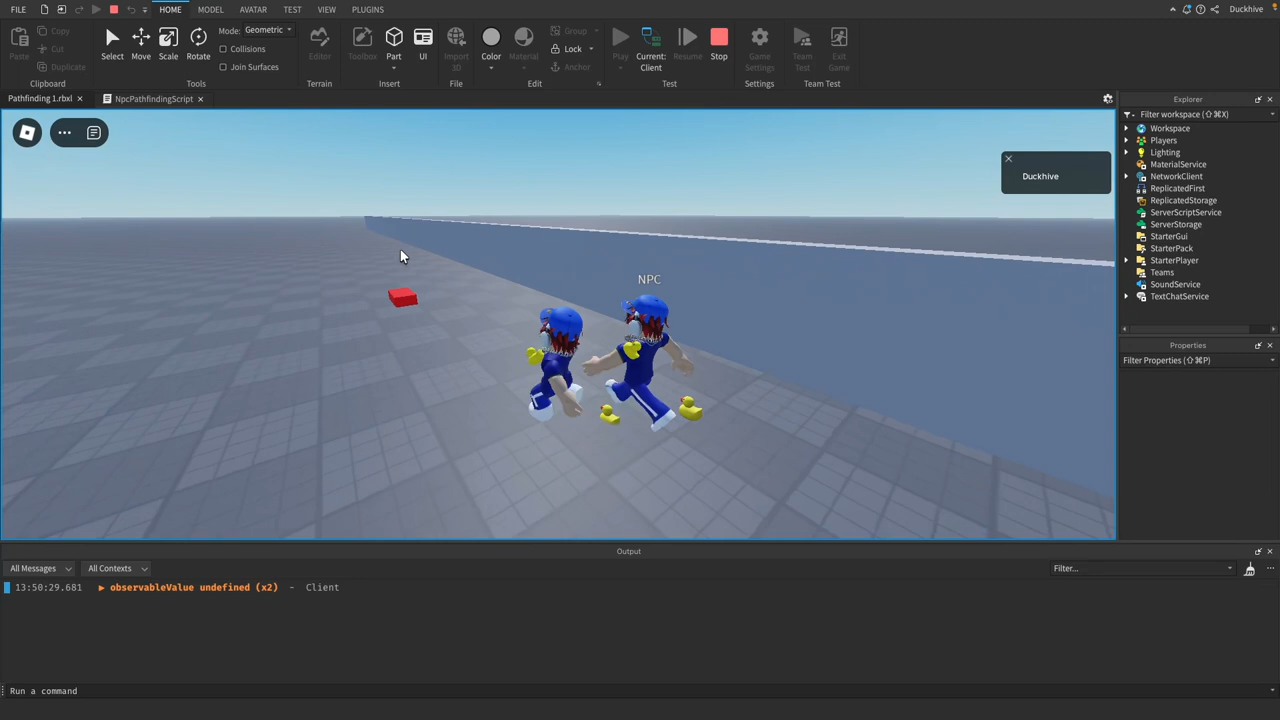 FILE HOME MODEL AVATAR TEST VIEW PLUGINS Duckhive
Paste Copy Cut Duplicate Clipboard
Select Move Scale Rotate Mode: Geometric Collisions Join Surfaces Tools
Editor Terrain
Toolbox Part UI Insert
Import 3D File
Color Material Group Lock Anchor Edit
Play Current: Client Resume Stop Test
Game Settings Settings
Team Test Exit Game Team Test
Pathfinding 1.rbxl NpcPathfindingScript
Duckhive
NPC
Explorer
Filter workspace (⇧⌘X)
Workspace
Players
Lighting
MaterialService
NetworkClient
ReplicatedFirst
ReplicatedStorage
ServerScriptService
ServerStorage
StarterGui
StarterPack
StarterPlayer
Teams
SoundService
TextChatService
Properties
Filter Properties (⇧⌘P)
Output
All Messages All Contexts Filter...
13:50:29.681 observableValue undefined (x2) - Client
Run a command